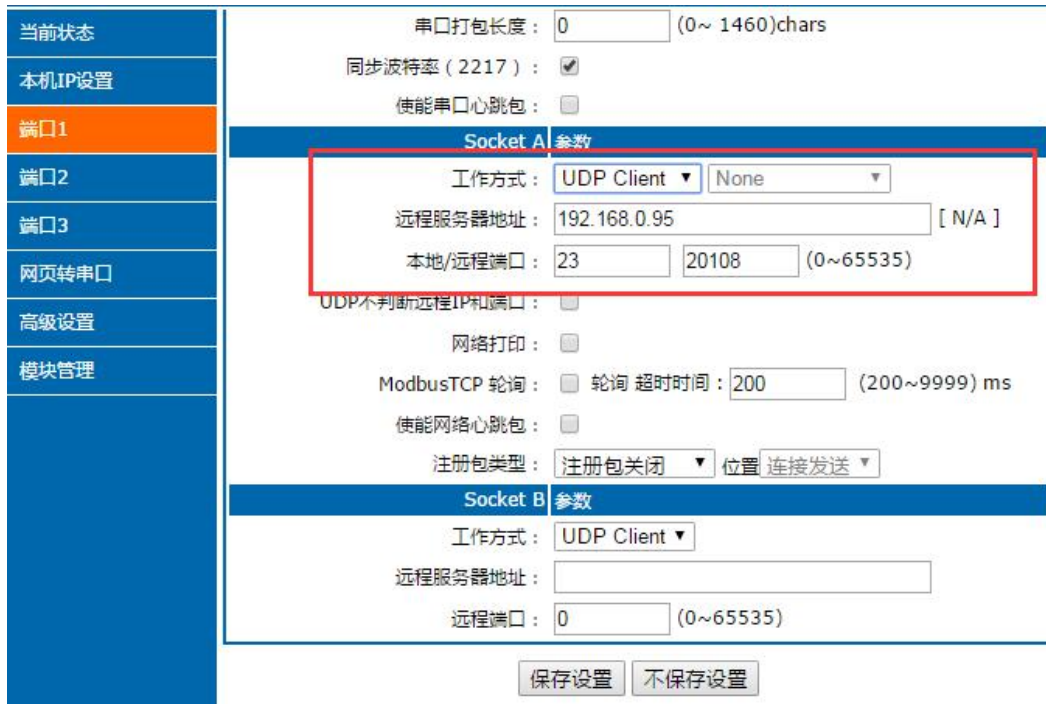 当前状态
本机IP设置
端口1
端口2
端口3
网页转串口
高级设置
模块管理
串口打包长度： 0 (0~ 1460)chars
同步波特率（2217）：
使能串口心跳包：
Socket A 参数
工作方式： UDP Client None
远程服务器地址： 192.168.0.95 [ N/A ]
本地/远程端口： 23 20108 (0~65535)
UDP不判断远程IP和端口：
网络打印：
ModbusTCP 轮询： 轮询 超时时间：200 (200~9999) ms
使能网络心跳包：
注册包类型： 注册包关闭 位置 连接发送
Socket B 参数
工作方式： UDP Client
远程服务器地址：
远程端口： 0 (0~65535)
保存设置 不保存设置